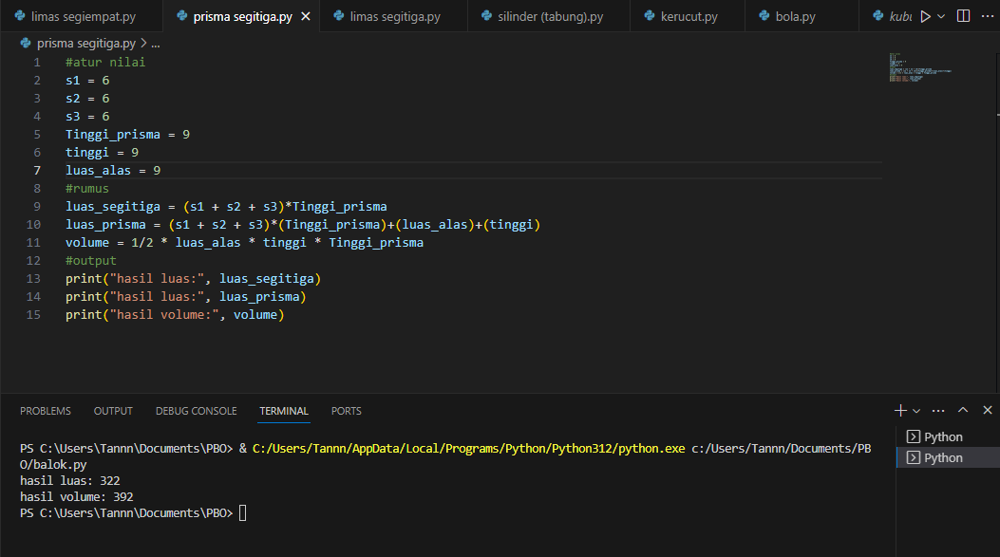 limas segiempat.py prisma segitiga.py limas segitiga.py silinder (tabung).py kerucut.py bola.py
prisma segitiga.py > ...
1 #atur nilai
2 s1 = 6
3 s2 = 6
4 s3 = 6
5 Tinggi_prisma = 9
6 tinggi = 9
7 luas_alas = 9
8 #rumus
9 luas_segitiga = (s1 + s2 + s3)*Tinggi_prisma
10 luas_prisma = (s1 + s2 + s3)*(Tinggi_prisma)+(luas_alas)+(tinggi)
11 volume = 1/2 * luas_alas * tinggi * Tinggi_prisma
12 #output
13 print("hasil luas:", luas_segitiga)
14 print("hasil luas:", luas_prisma)
15 print("hasil volume:", volume)
PROBLEMS OUTPUT DEBUG CONSOLE TERMINAL PORTS
PS C:\Users\Tannn\Documents\PBO> & C:/Users/Tannn/AppData/Local/Programs/Python/Python312/python.exe c:/Users/Tannn/Documents/PB
O/balok.py
hasil luas: 322
hasil volume: 392
PS C:\Users\Tannn\Documents\PBO>
Python
Python